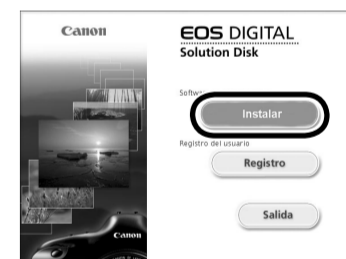 Canon
EOS DIGITAL
Solution Disk
Instalar
Registro del usuario
Registro
Salida
Canon